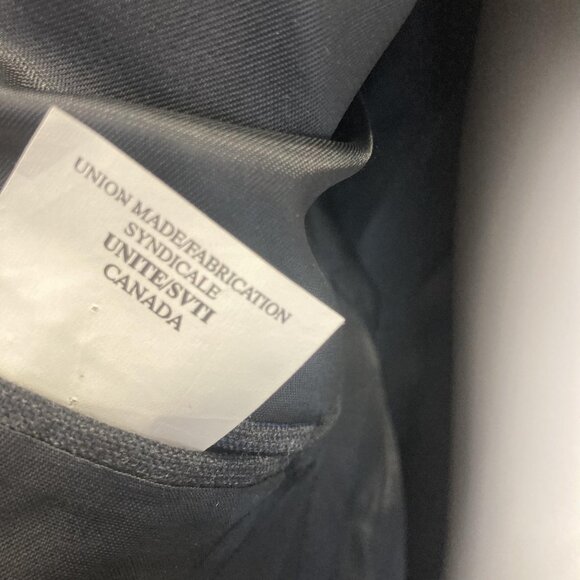 UNION MADE/FABRICATION
SYNDICALE
UNITE/SVTI
CANADA